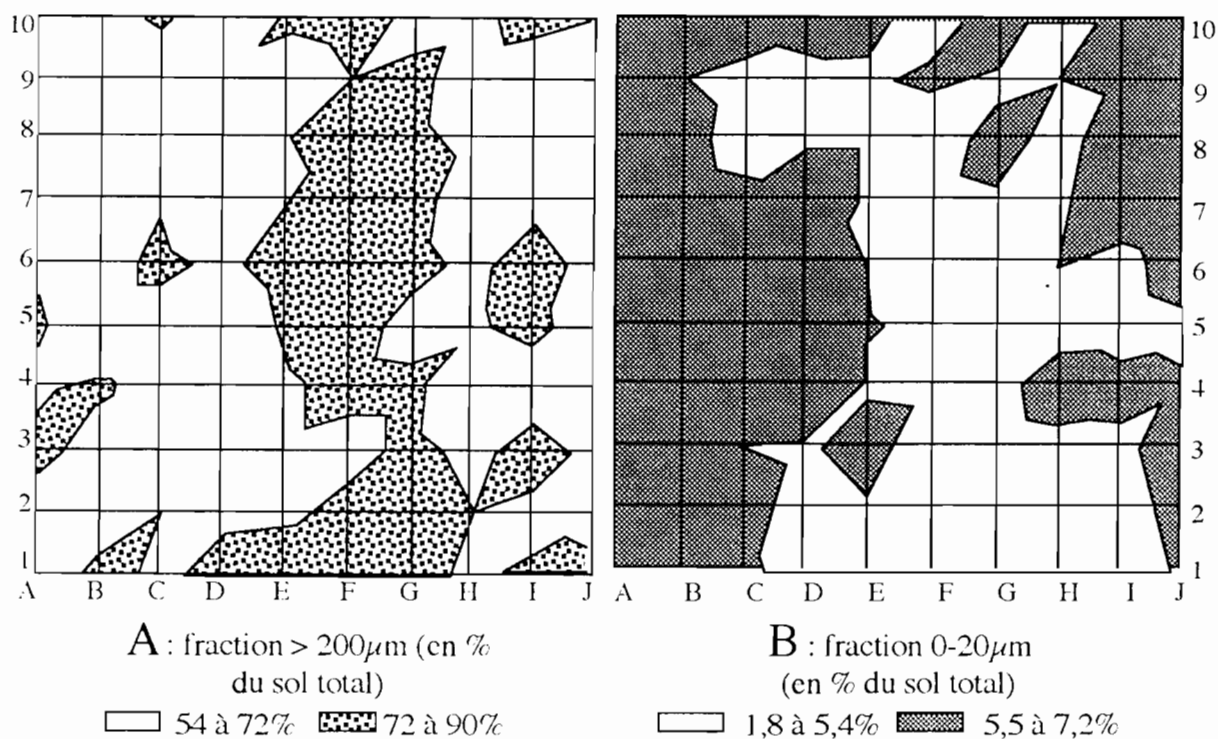 10
9
8
7
6
5
4
3
2
1
A B C D E F G H I J
10
9
8
7
6
5
4
3
2
1
A B C D E F G H I J
A : fraction > 200µm (en %
du sol total)
54 à 72% 72 à 90%
B : fraction 0-20µm
(en % du sol total)
1,8 à 5,4% 5,5 à 7,2%